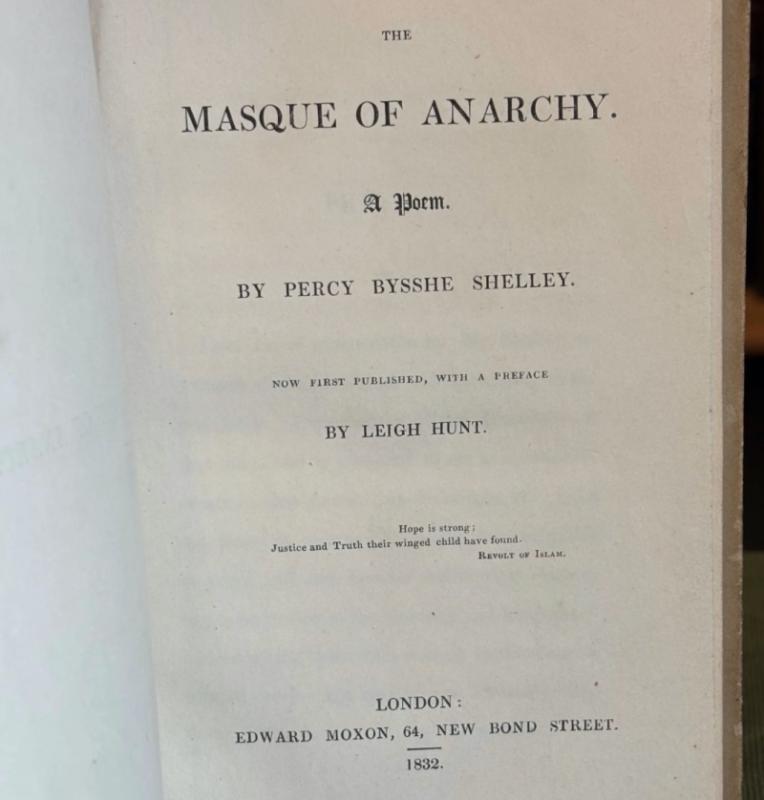 THE
MASQUE OF ANARCHY.
A Poem.
BY PERCY BYSSHE SHELLEY.
NOW FIRST PUBLISHED, WITH A PREFACE
BY LEIGH HUNT.
Hope is strong;
Justice and Truth their winged child have found.
REVOLT OF ISLAM.
LONDON:
EDWARD MOXON, 64, NEW BOND STREET.
1832.